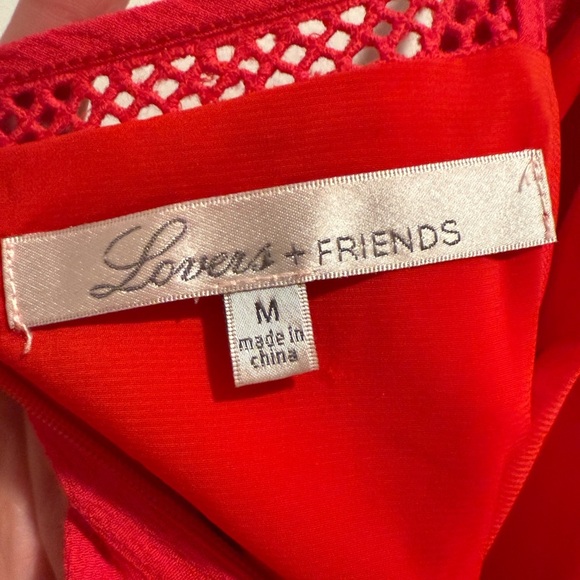 Lovers + FRIENDS
M
made in
china